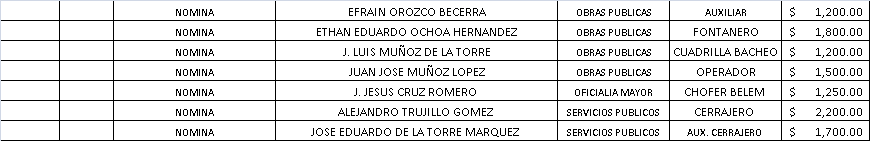 NOMINA EFRAIN OROZCO BECERRA OBRAS PUBLICAS AUXILIAR $ 1,200.00
NOMINA ETHAN EDUARDO OCHOA HERNANDEZ OBRAS PUBLICAS FONTANERO $ 1,800.00
NOMINA J. LUIS MUÑOZ DE LA TORRE OBRAS PUBLICAS CUADRILLA BACHEO $ 1,200.00
NOMINA JUAN JOSE MUÑOZ LOPEZ OBRAS PUBLICAS OPERADOR $ 1,500.00
NOMINA J. JESUS CRUZ ROMERO OFICIALIA MAYOR CHOFER BELEM $ 1,250.00
NOMINA ALEJANDRO TRUJILLO GOMEZ SERVICIOS PUBLICOS CERRAJERO $ 2,200.00
NOMINA JOSE EDUARDO DE LA TORRE MARQUEZ SERVICIOS PUBLICOS AUX. CERRAJERO $ 1,700.00